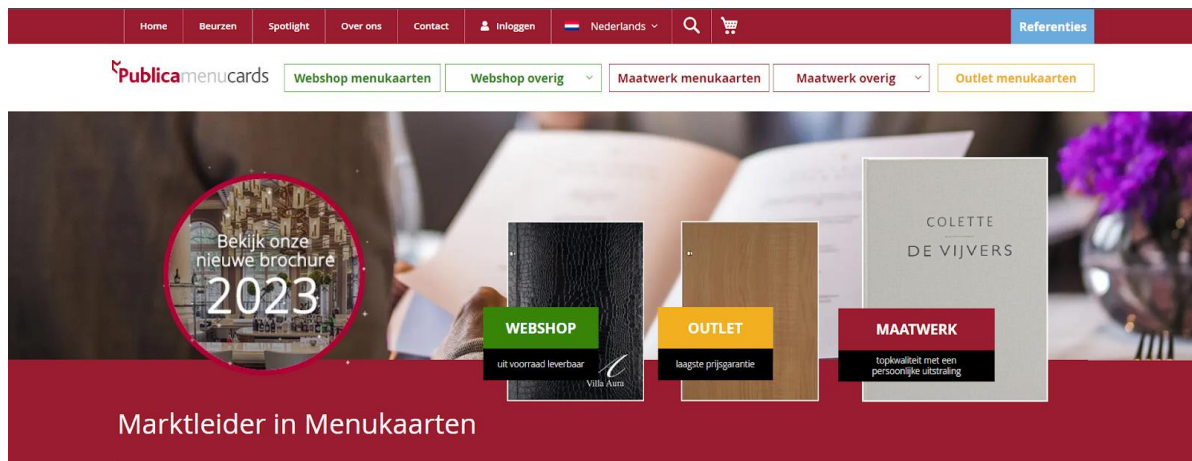 Home Beurzen Spotlight Over ons Contact Inloggen Nederlands Referenties
Publicamenucards Webshop menukaarten Webshop overig Maatwerk menukaarten Maatwerk overig Outlet menukaarten
Bekijk onze
nieuwe brochure
2023
COLETTE
DE VIJVERS
WEBSHOP
uit voorraad leverbaar
Villa Aura
OUTLET
laagste prijsgarantie
MAATWERK
topkwaliteit met een
persoonlijke uitstraling
Marktleider in Menukaarten